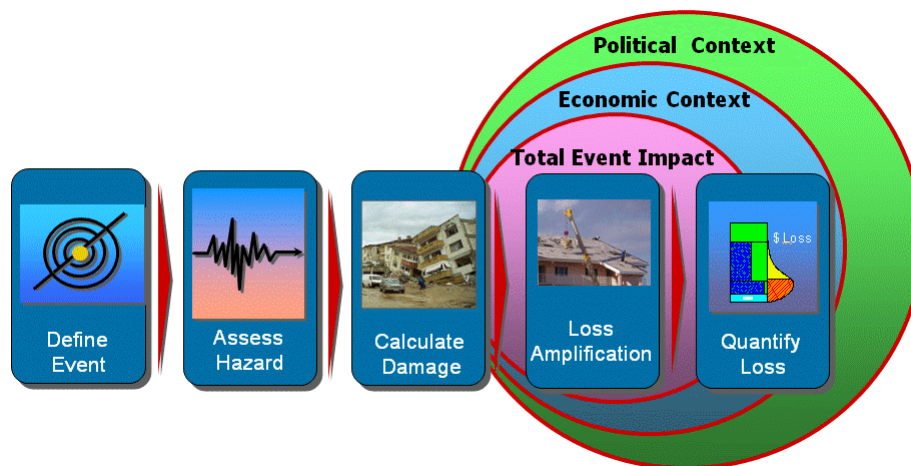 Political Context
Economic Context
Total Event Impact
Define
Event
Assess
Hazard
Calculate
Damage
Loss
Amplification
$ Loss
Quantify
Loss